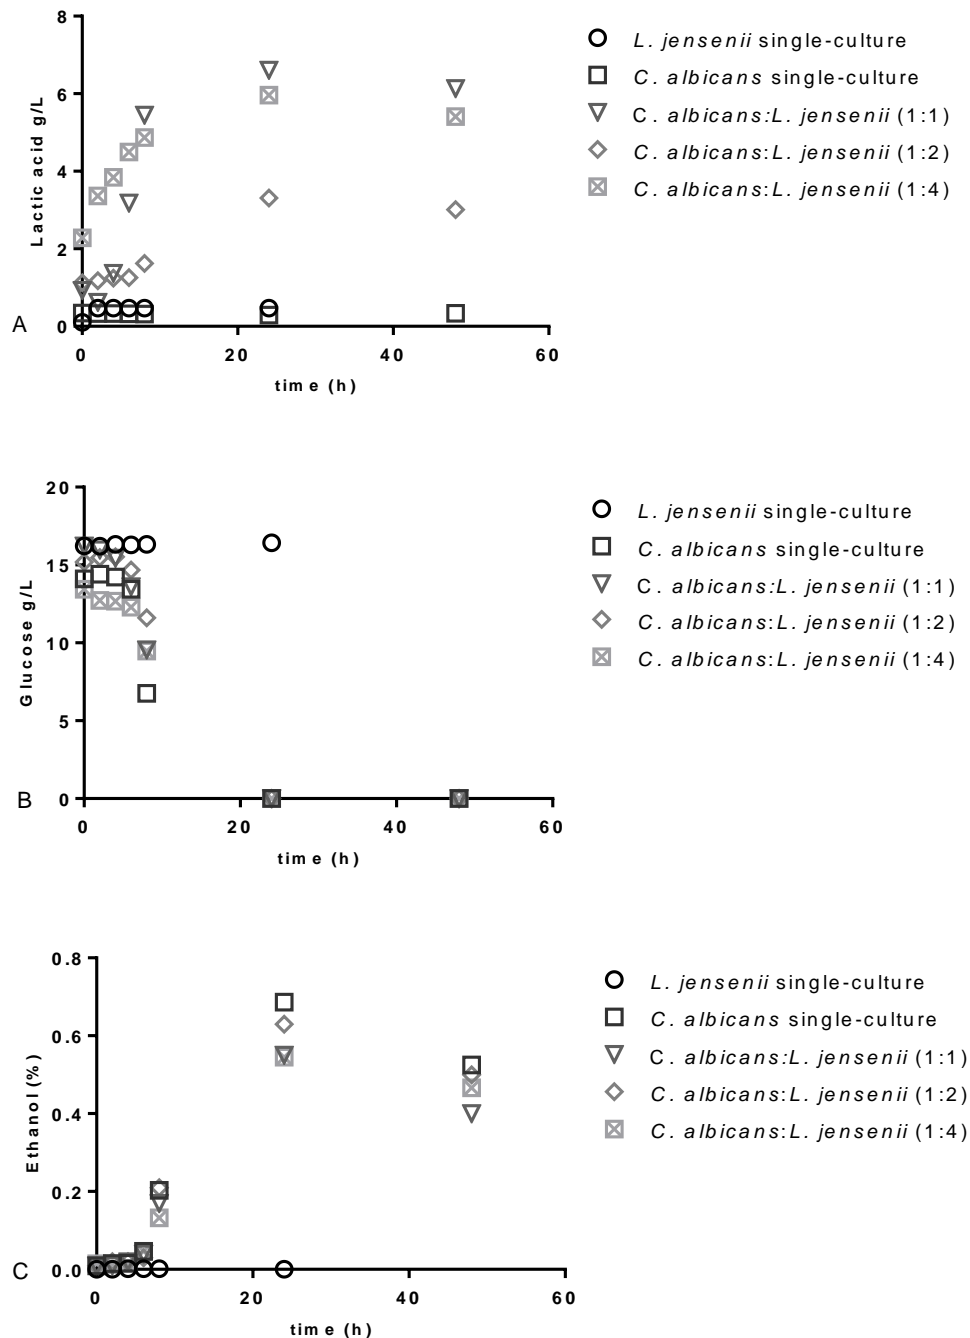 8
6
4
2
0
Lactic acid g/L
0 20 40 60
time (h)
A
L. jensenii single-culture
C. albicans single-culture
C. albicans:L. jensenii (1:1)
C. albicans:L. jensenii (1:2)
C. albicans:L. jensenii (1:4)
20
15
10
5
0
Glucose g/L
0 20 40 60
time (h)
B
L. jensenii single-culture
C. albicans single-culture
C. albicans:L. jensenii (1:1)
C. albicans:L. jensenii (1:2)
C. albicans:L. jensenii (1:4)
0.8
0.6
0.4
0.2
0.0
Ethanol (%)
0 20 40 60
time (h)
C
L. jensenii single-culture
C. albicans single-culture
C. albicans:L. jensenii (1:1)
C. albicans:L. jensenii (1:2)
C. albicans:L. jensenii (1:4)